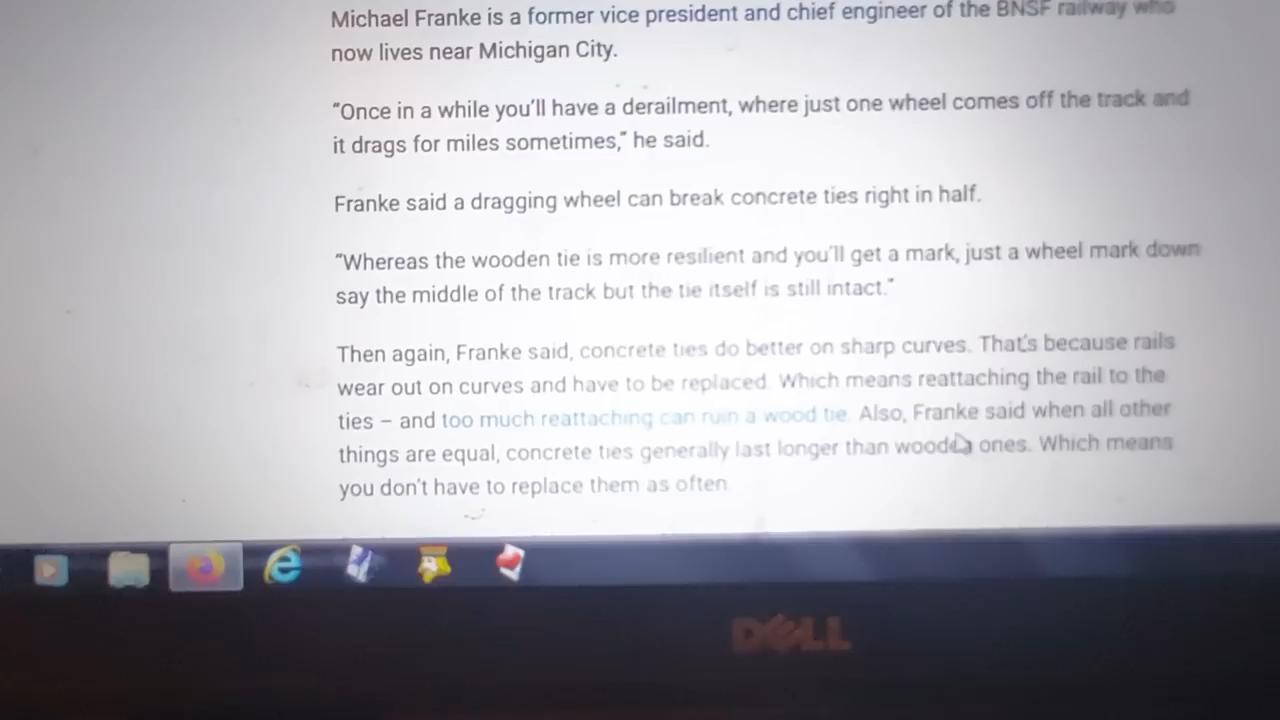 Michael Franke is a former vice president and chief engineer of the BNSF railway who
now lives near Michigan City.
“Once in a while you’ll have a derailment, where just one wheel comes off the track and
it drags for miles sometimes,” he said.
Franke said a dragging wheel can break concrete ties right in half.
“Whereas the wooden tie is more resilient and you’ll get a mark, just a wheel mark down
say the middle of the track but the tie itself is still intact.”
Then again, Franke said, concrete ties do better on sharp curves. That’s because rails
wear out on curves and have to be replaced. Which means reattaching the rail to the
ties – and too much reattaching can ruin a wood tie. Also, Franke said when all other
things are equal, concrete ties generally last longer than wooden ones. Which means
you don’t have to replace them as often.
DELL